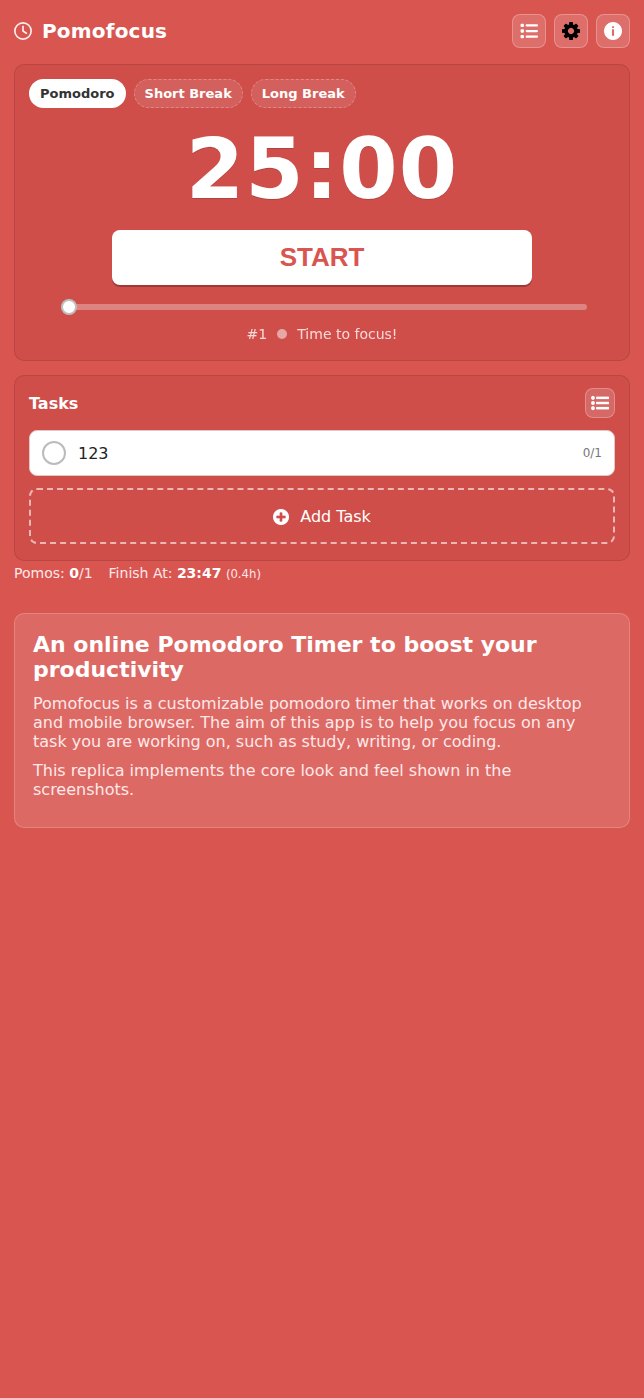 Pomofocus
Pomodoro Short Break Long Break
25:00
START
#1 Time to focus!
Tasks
123 0/1
Add Task
Pomos: 0/1 Finish At: 23:47 (0.4h)
An online Pomodoro Timer to boost your
productivity
Pomofocus is a customizable pomodoro timer that works on desktop
and mobile browser. The aim of this app is to help you focus on any
task you are working on, such as study, writing, or coding.
This replica implements the core look and feel shown in the
screenshots.